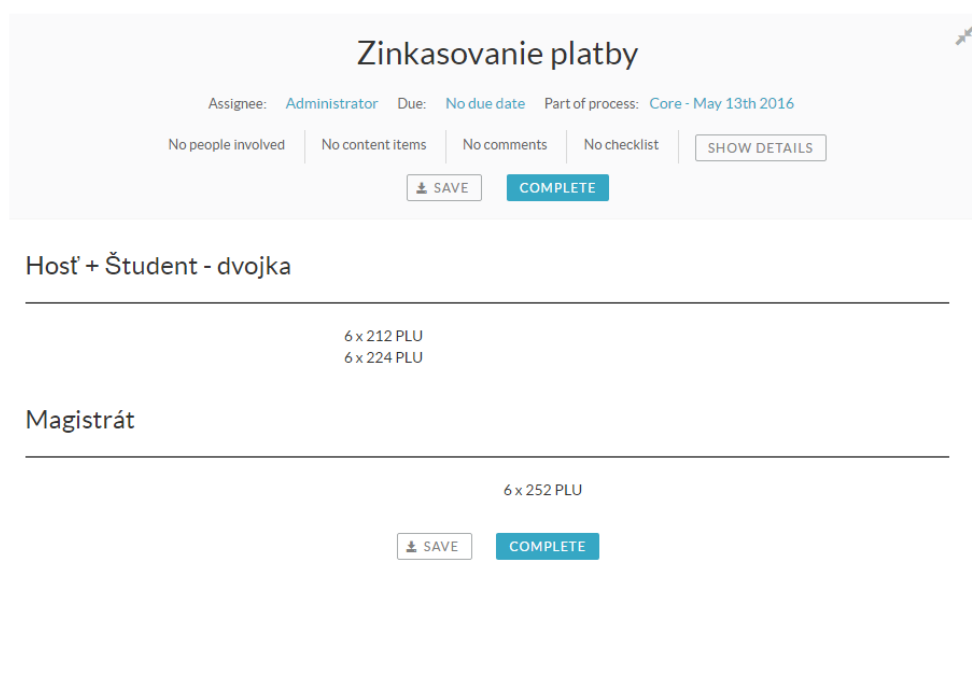 Zinkasovanie platby
Assignee: Administrator Due: No due date Part of process: Core - May 13th 2016
No people involved No content items No comments No checklist SHOW DETAILS
SAVE COMPLETE
Hosť + Študent - dvojka
6 x 212 PLU
6 x 224 PLU
Magistrát
6 x 252 PLU
SAVE COMPLETE